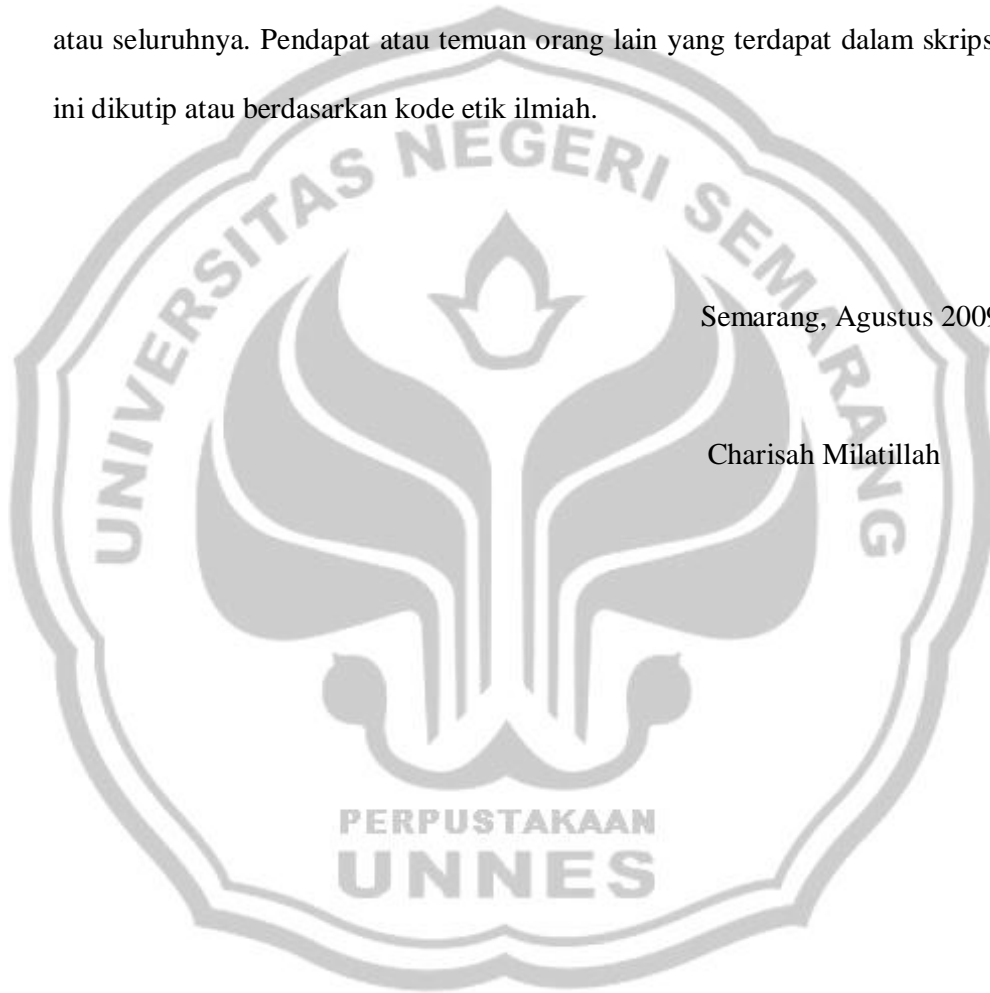 atau seluruhnya. Pendapat atau temuan orang lain yang terdapat dalam skrips
ini dikutip atau berdasarkan kode etik ilmiah.
UNIVERSITAS NEGERI SEMARANG
Semarang, Agustus 2009
Charisah Milatillah
PERPUSTAKAAN
UNNES